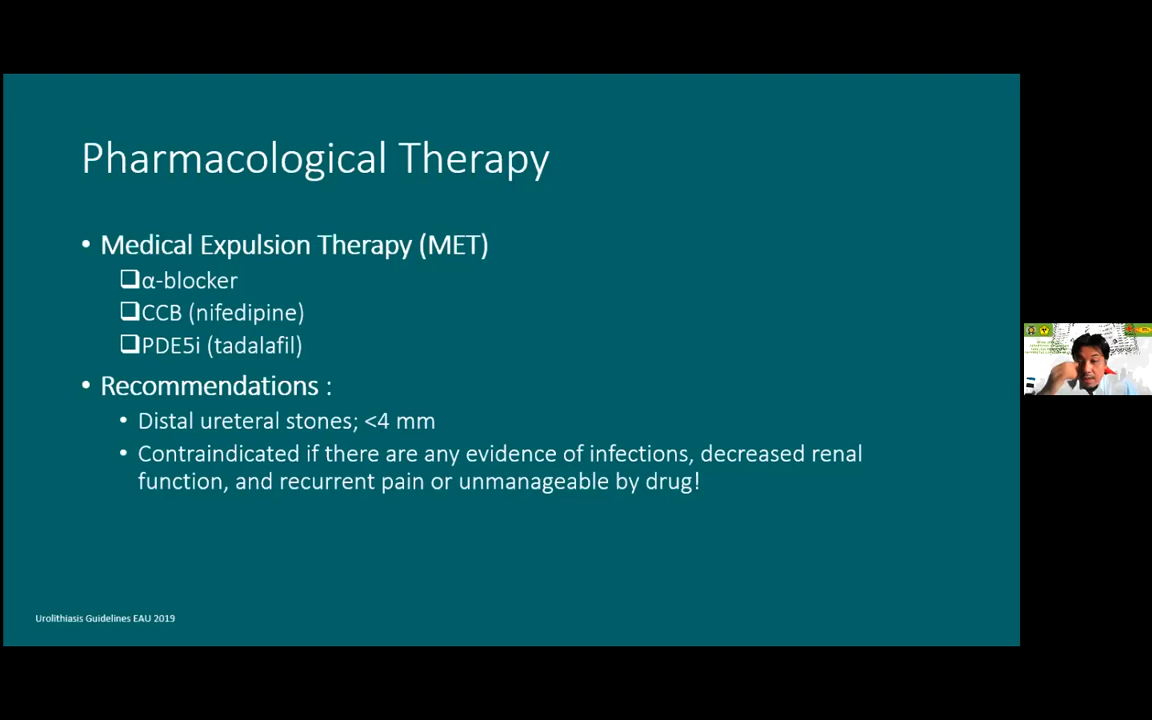 Pharmacological Therapy
• Medical Expulsion Therapy (MET)
❑α-blocker
❑CCB (nifedipine)
❑PDE5i (tadalafil)
• Recommendations :
• Distal ureteral stones; <4 mm
• Contraindicated if there are any evidence of infections, decreased renal
function, and recurrent pain or unmanageable by drug!
Urolithiasis Guidelines EAU 2019